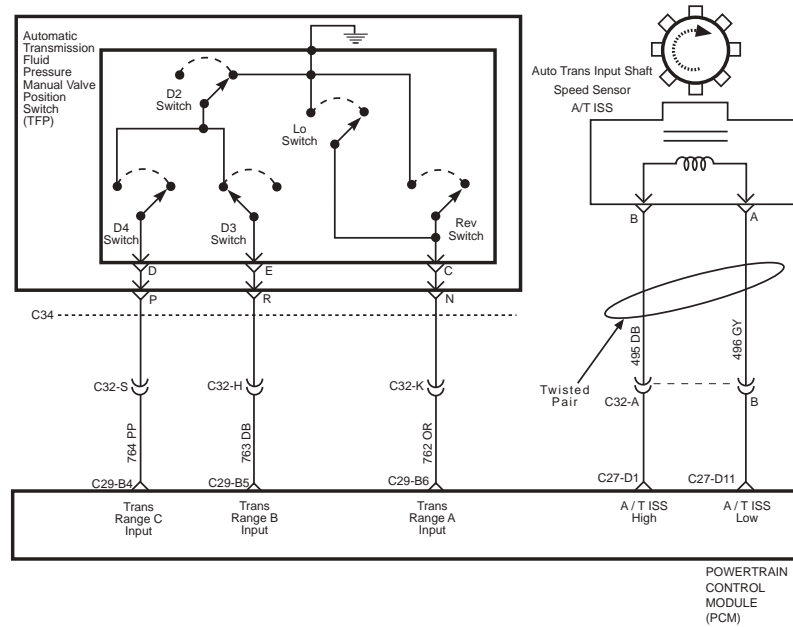 Automatic
Transmission
Fluid
Pressure
Manual Valve
Position
Switch
(TFP)
D2
Switch
Lo
Switch
D4
Switch
D3
Switch
Rev
Switch
D
E
C
P
R
N
C34
C32-S
C32-H
C32-K
764 PP
763 DB
762 OR
C29-B4
C29-B5
C29-B6
Trans
Range C
Input
Trans
Range B
Input
Trans
Range A
Input
Auto Trans Input Shaft
Speed Sensor
A/T ISS
B
A
495 DB
496 GY
Twisted
Pair
C32-A
B
C27-D1
C27-D11
A / T ISS
High
A / T ISS
Low
POWERTRAIN
CONTROL
MODULE
(PCM)